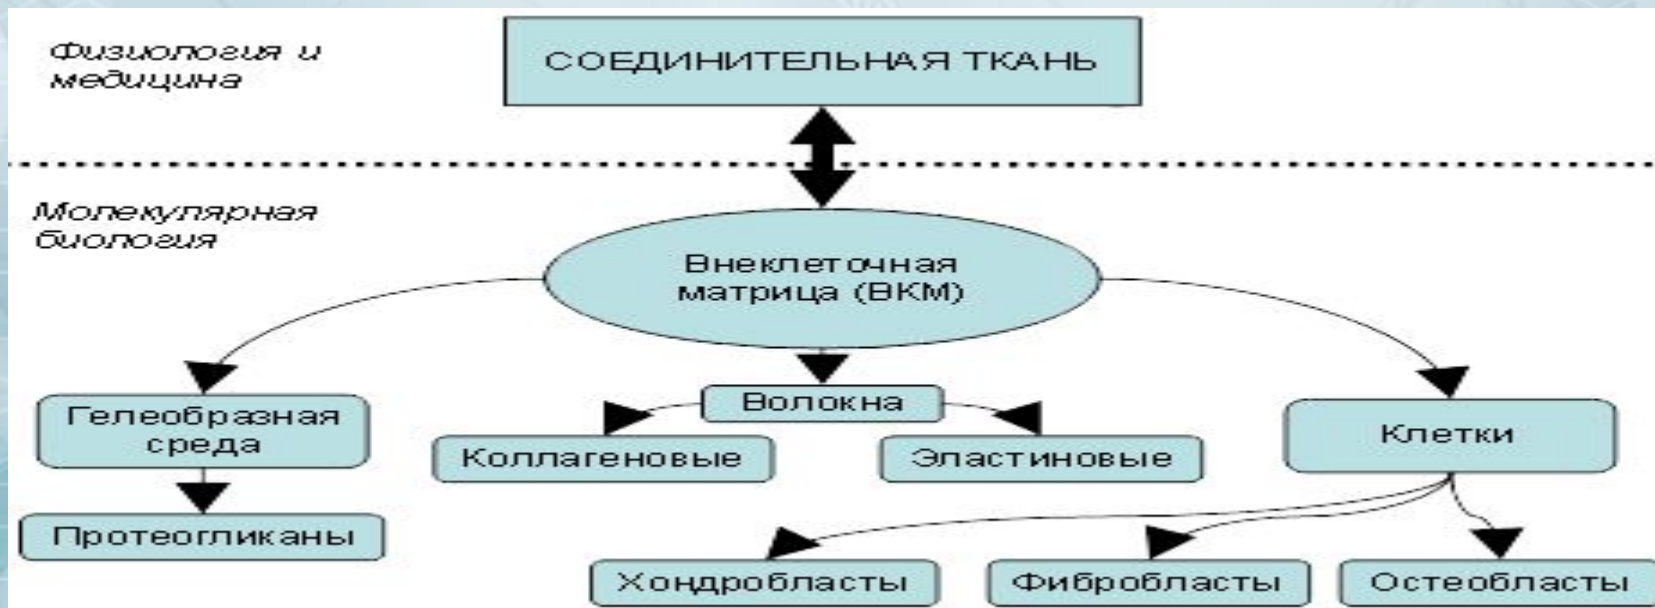 Физиология и
медицина
СОЕДИНИТЕЛЬНАЯ ТКАНЬ
Молекулярная
биология
Внеклеточная
матрица (ВКМ)
Гелеобразная
среда
Волокна
Клетки
Коллагеновые
Эластиновые
Протеогликаны
Хондробласты
Фибробласты
Остеобласты